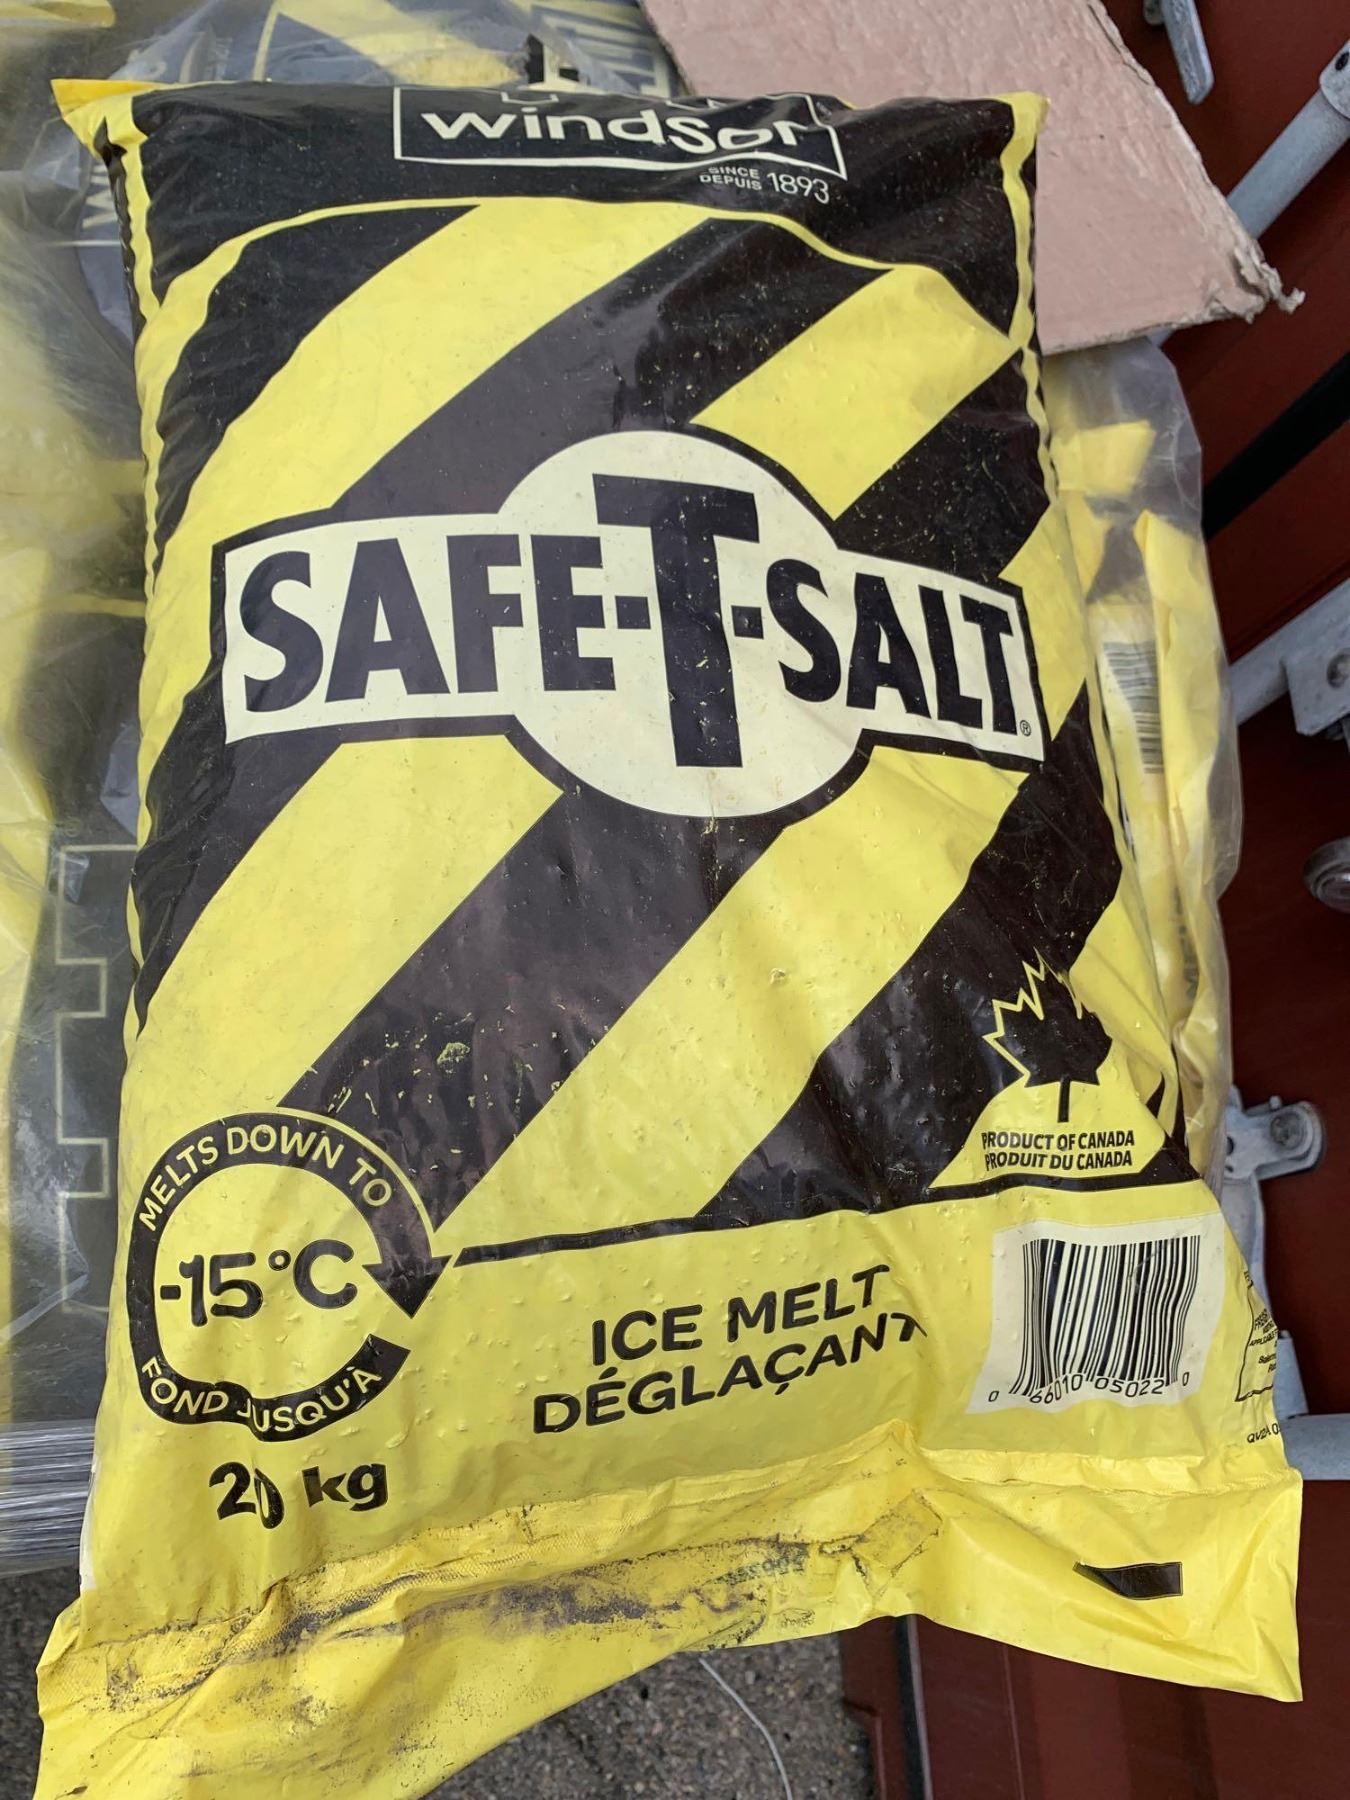 windsor
SINCE
DEPUIS 1893
SAFE-T-SALT®
MELTS DOWN TO
-15°C
FOND JUSQU'À
20 kg
ICE MELT
DÉGLAÇANT
PRODUCT OF CANADA
PRODUIT DU CANADA
0 66010 05022 0